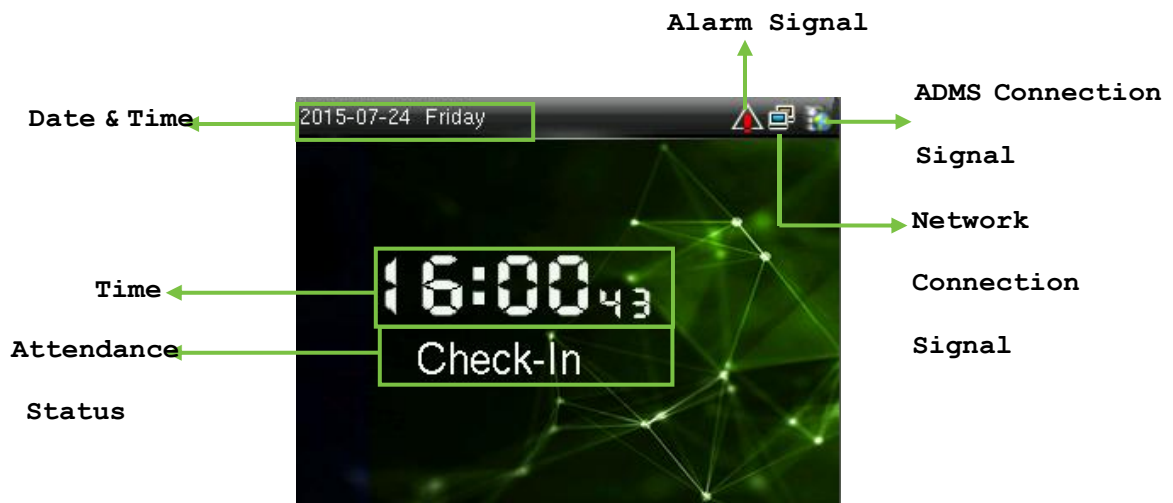 Alarm Signal
ADMS Connection
Signal
Date & Time
2015-07-24 Friday
Network
Connection
Signal
Time
16:00 43
Attendance
Status
Check-In